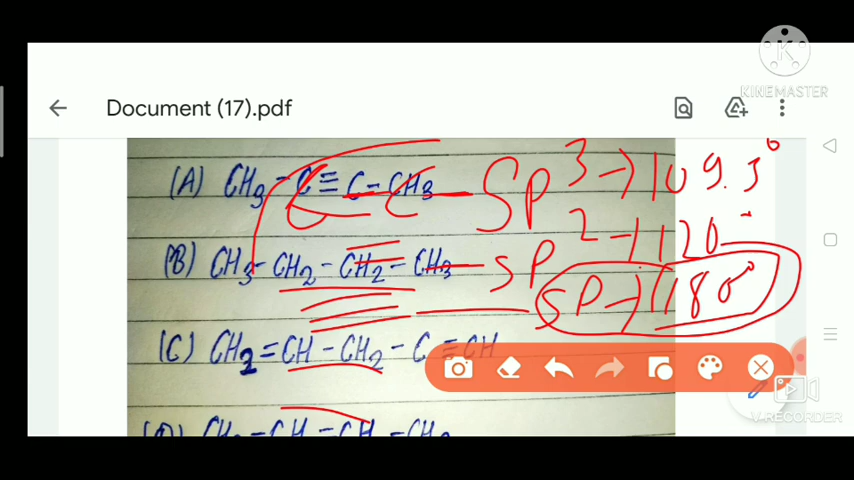 KINEMASTER
Document (17).pdf
(A) CH3-C≡C-CH3
SP3→109.5°
(B) CH3-CH2-CH2-CH3
SP2→120°
SP→180°
(C) CH2=CH-CH2-C≡CH
V RECORDER